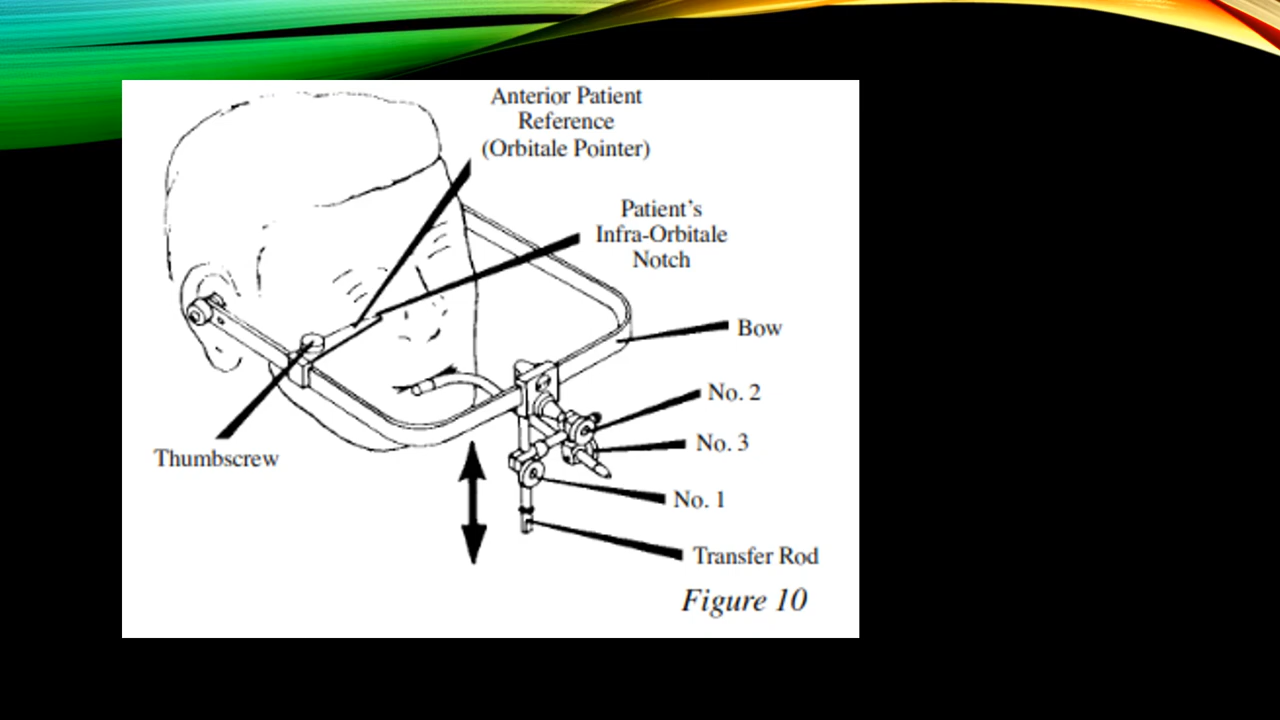 Anterior Patient
Reference
(Orbitale Pointer)
Patient's
Infra-Orbitale
Notch
Bow
No. 2
No. 3
Thumbscrew
No. 1
Transfer Rod
Figure 10